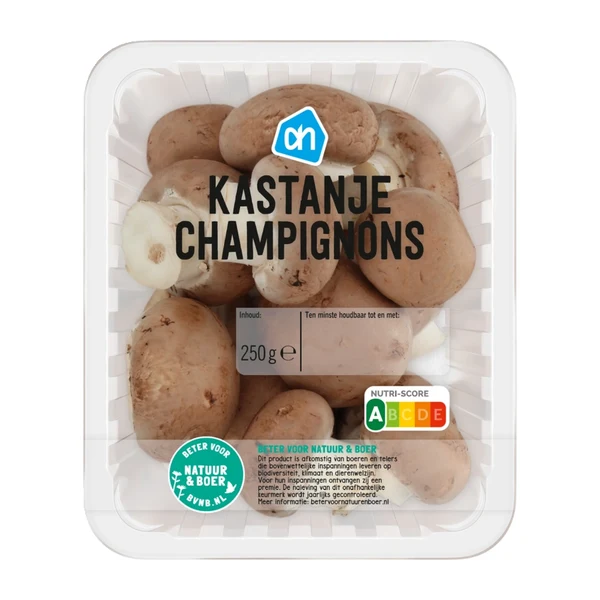 ah
KASTANJE
CHAMPIGNONS
Inhoud:
Ten minste houdbaar tot en met:
250g ℮
NUTRI-SCORE
A B C D E
BETER VOOR
NATUUR
& BOER
BVNB.NL
BETER VOOR NATUUR & BOER
Dit product is afkomstig van boeren en telers
die bovenwettelijke inspanningen leveren op
biodiversiteit, klimaat en dierenwelzijn.
Voor hun inspanningen ontvangen zij een
premie. De naleving van dit onafhankelijke
keurmerk wordt jaarlijks gecontroleerd.
Meer informatie: betervoornatuurenboer.nl